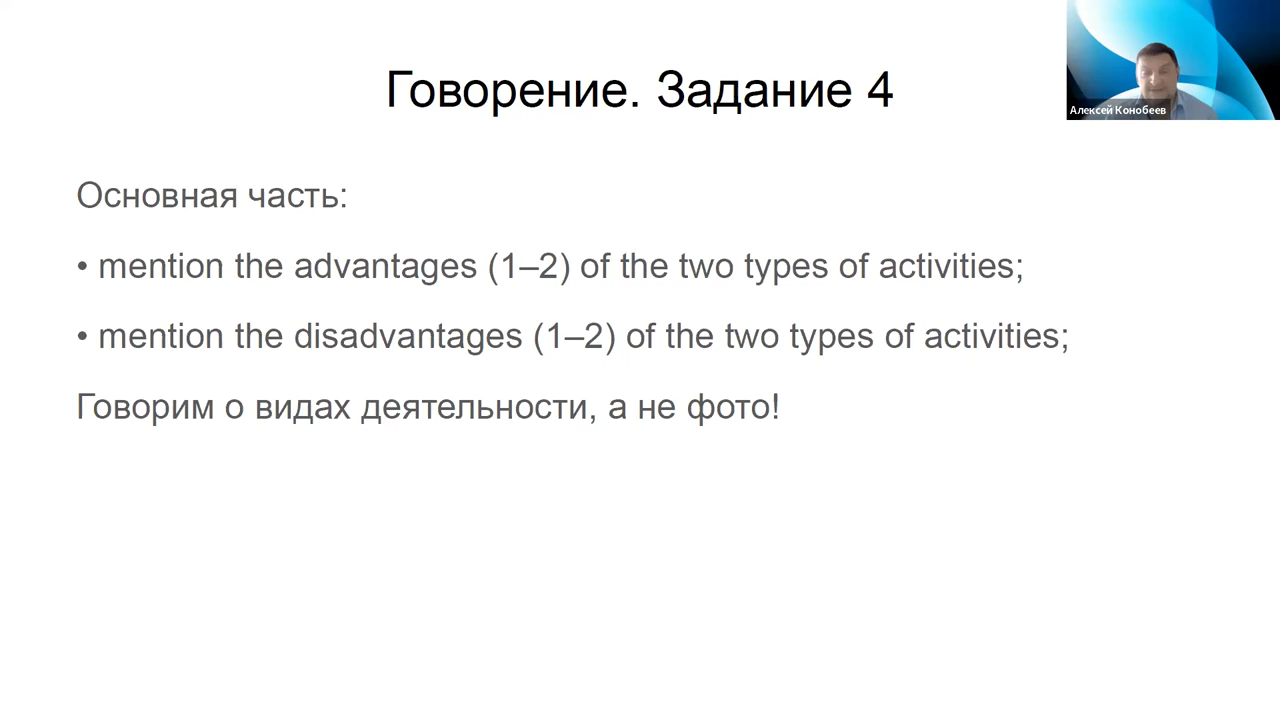 Говорение. Задание 4
Алексей Конобеев
Основная часть:
• mention the advantages (1–2) of the two types of activities;
• mention the disadvantages (1–2) of the two types of activities;
Говорим о видах деятельности, а не фото!